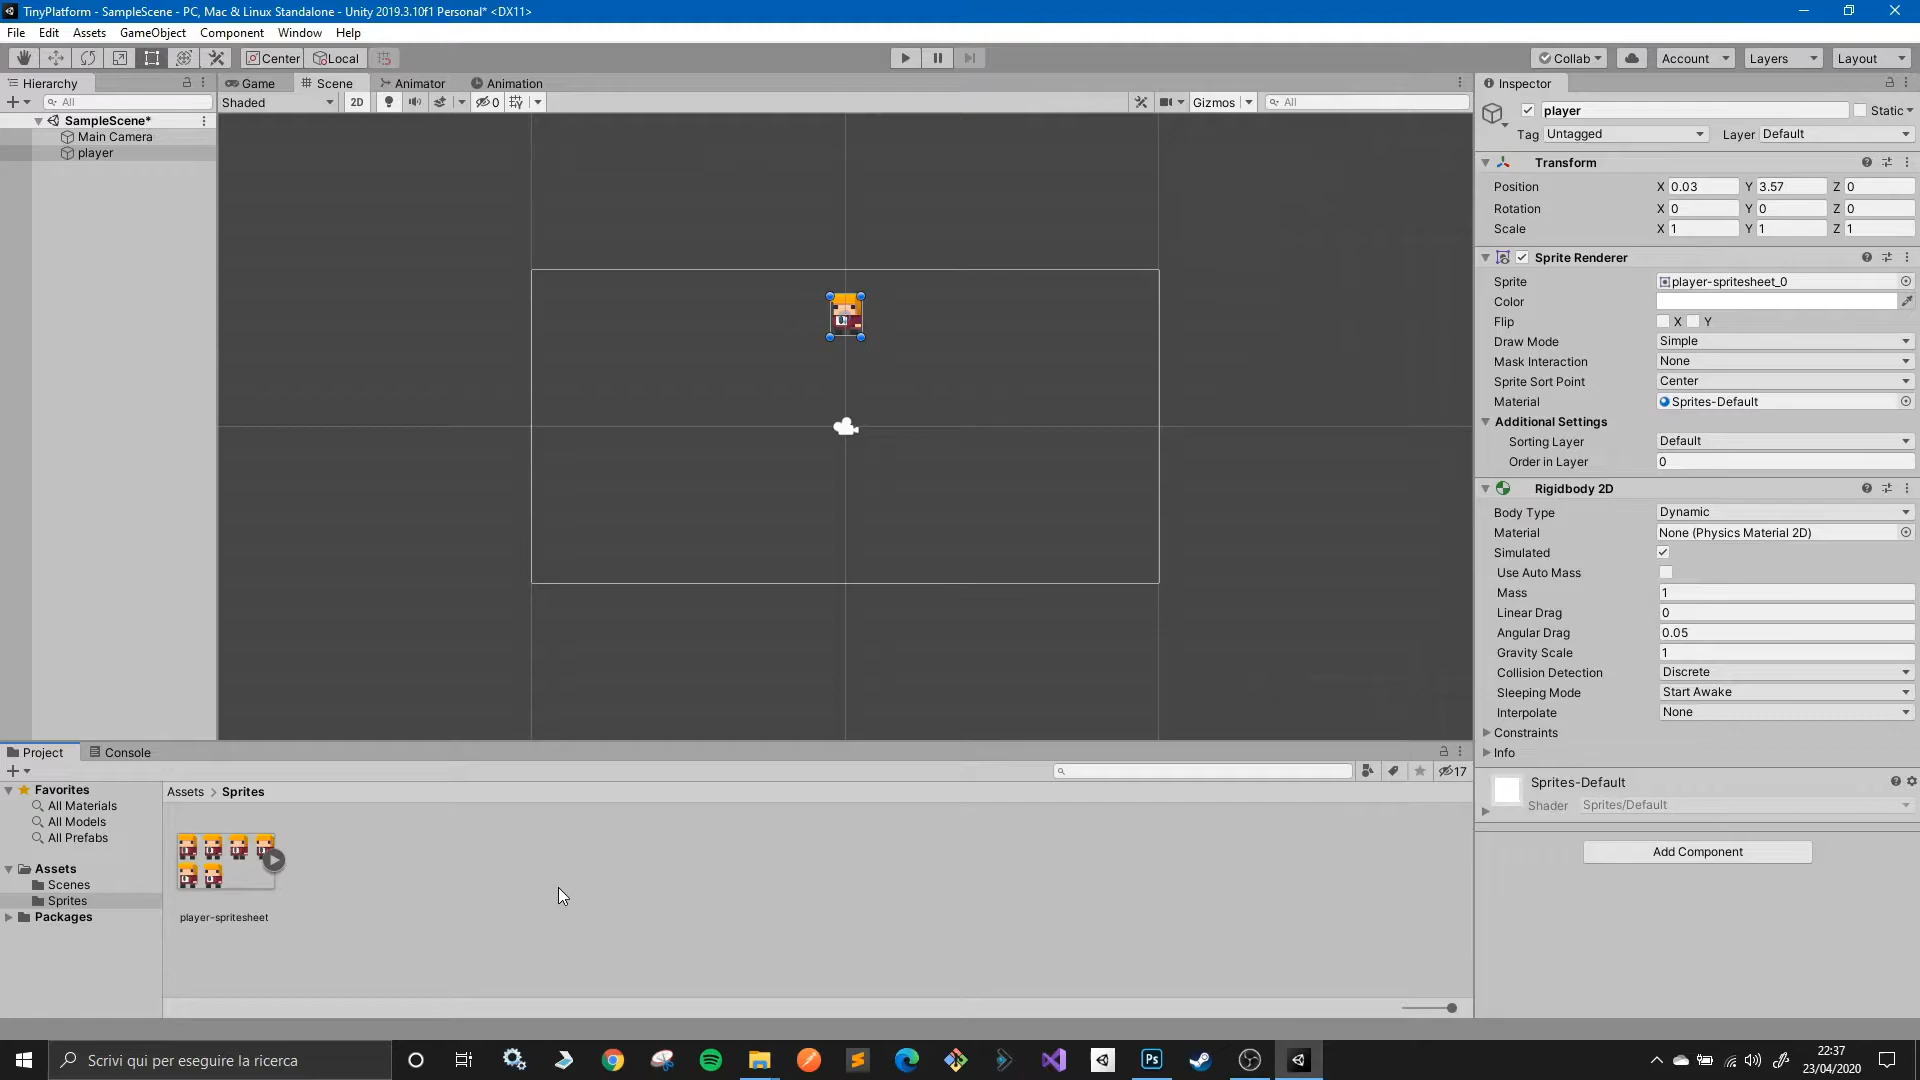 TinyPlatform - SampleScene - PC, Mac & Linux Standalone - Unity 2019.3.10f1 Personal* <DX11>
File Edit Assets GameObject Component Window Help
Center Local Collab Account Layers Layout
Hierarchy
All
SampleScene*
Main Camera
player
Game Scene Animator Animation
Shaded 2D 0 Gizmos All
Inspector
player Static
Tag Untagged Layer Default
Transform
Position X 0.03 Y 3.57 Z 0
Rotation X 0 Y 0 Z 0
Scale X 1 Y 1 Z 1
Sprite Renderer
Sprite player-spritesheet_0
Color
Flip X Y
Draw Mode Simple
Mask Interaction None
Sprite Sort Point Center
Material Sprites-Default
Additional Settings
Sorting Layer Default
Order in Layer 0
Rigidbody 2D
Body Type Dynamic
Material None (Physics Material 2D)
Simulated
Use Auto Mass
Mass 1
Linear Drag 0
Angular Drag 0.05
Gravity Scale 1
Collision Detection Discrete
Sleeping Mode Start Awake
Interpolate None
Constraints
Info
Sprites-Default
Shader Sprites/Default
Add Component
Project Console
17
Favorites
All Materials
All Models
All Prefabs
Assets
Scenes
Sprites
Packages
Assets > Sprites
player-spritesheet
Scrivi qui per eseguire la ricerca
Ps
22:37
23/04/2020